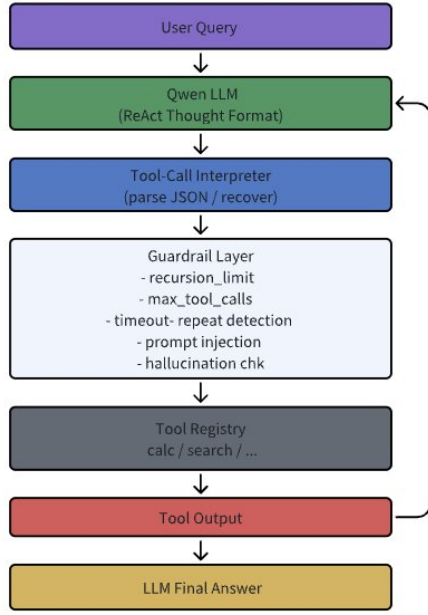 User Query
Qwen LLM
(ReAct Thought Format)
Tool-Call Interpreter
(parse JSON / recover)
Guardrail Layer
- recursion_limit
- max_tool_calls
- timeout- repeat detection
- prompt injection
- hallucination chk
Tool Registry
calc / search / ...
Tool Output
LLM Final Answer